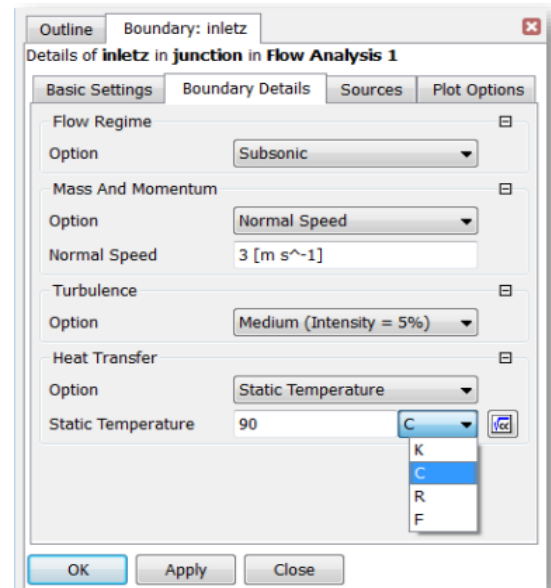 Outline Boundary: inletz
Details of inletz in junction in Flow Analysis 1
Basic Settings Boundary Details Sources Plot Options
Flow Regime
Option Subsonic
Mass And Momentum
Option Normal Speed
Normal Speed 3 [m s^-1]
Turbulence
Option Medium (Intensity = 5%)
Heat Transfer
Option Static Temperature
Static Temperature 90 C
K
C
R
F
OK Apply Close